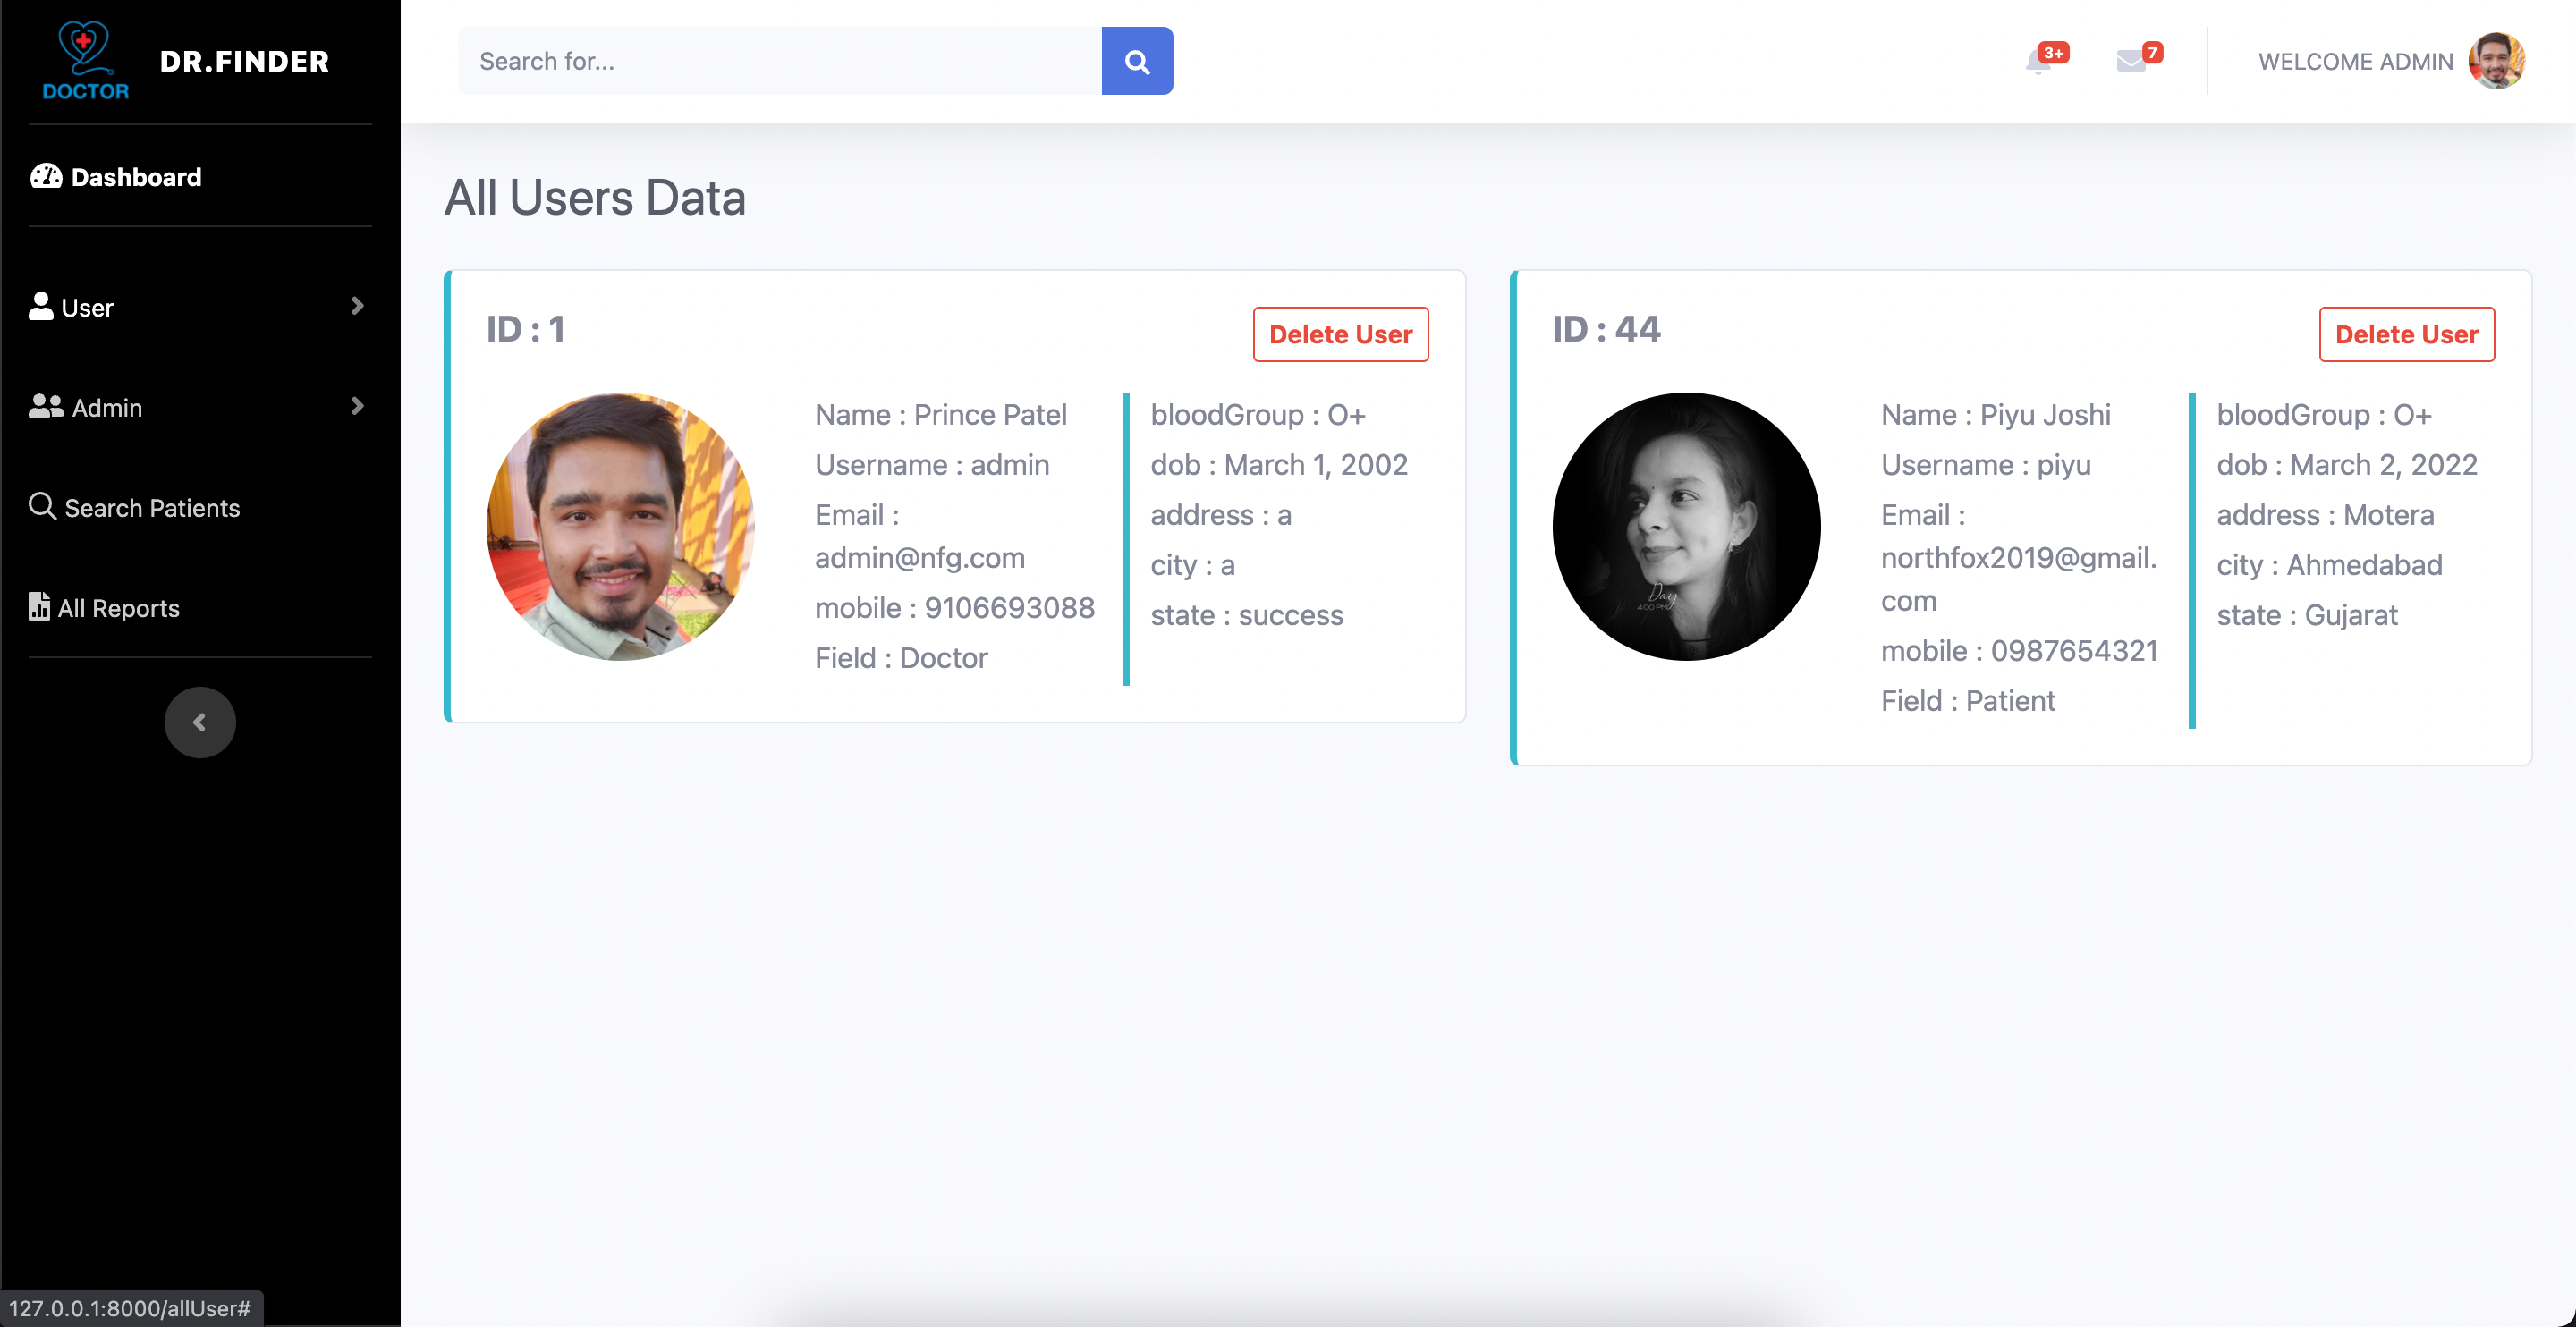 DOCTOR
DR.FINDER
Search for...
3+
7
WELCOME ADMIN
Dashboard
User
Admin
Search Patients
All Reports
All Users Data
ID : 1
Delete User
Name : Prince Patel
Username : admin
Email :
admin@nfg.com
mobile : 9106693088
Field : Doctor
bloodGroup : O+
dob : March 1, 2002
address : a
city : a
state : success
ID : 44
Delete User
Day
4:00 PM
Name : Piyu Joshi
Username : piyu
Email :
northfox2019@gmail.
com
mobile : 0987654321
Field : Patient
bloodGroup : O+
dob : March 2, 2022
address : Motera
city : Ahmedabad
state : Gujarat
127.0.0.1:8000/allUser#